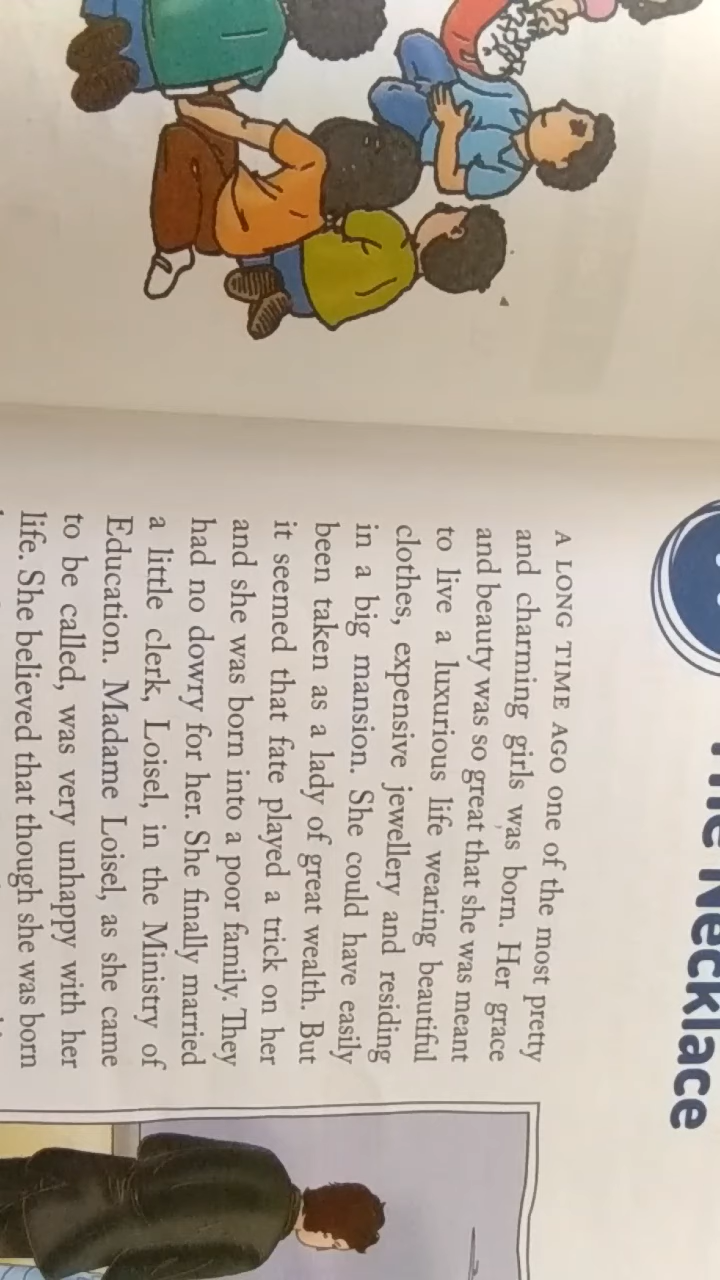 The Necklace
A LONG TIME AGO one of the most pretty
and charming girls was born. Her grace
and beauty was so great that she was meant
to live a luxurious life wearing beautiful
clothes, expensive jewellery and residing
in a big mansion. She could have easily
been taken as a lady of great wealth. But
it seemed that fate played a trick on her
and she was born into a poor family. They
had no dowry for her. She finally married
a little clerk, Loisel, in the Ministry of
Education. Madame Loisel, as she came
to be called, was very unhappy with her
life. She believed that though she was born